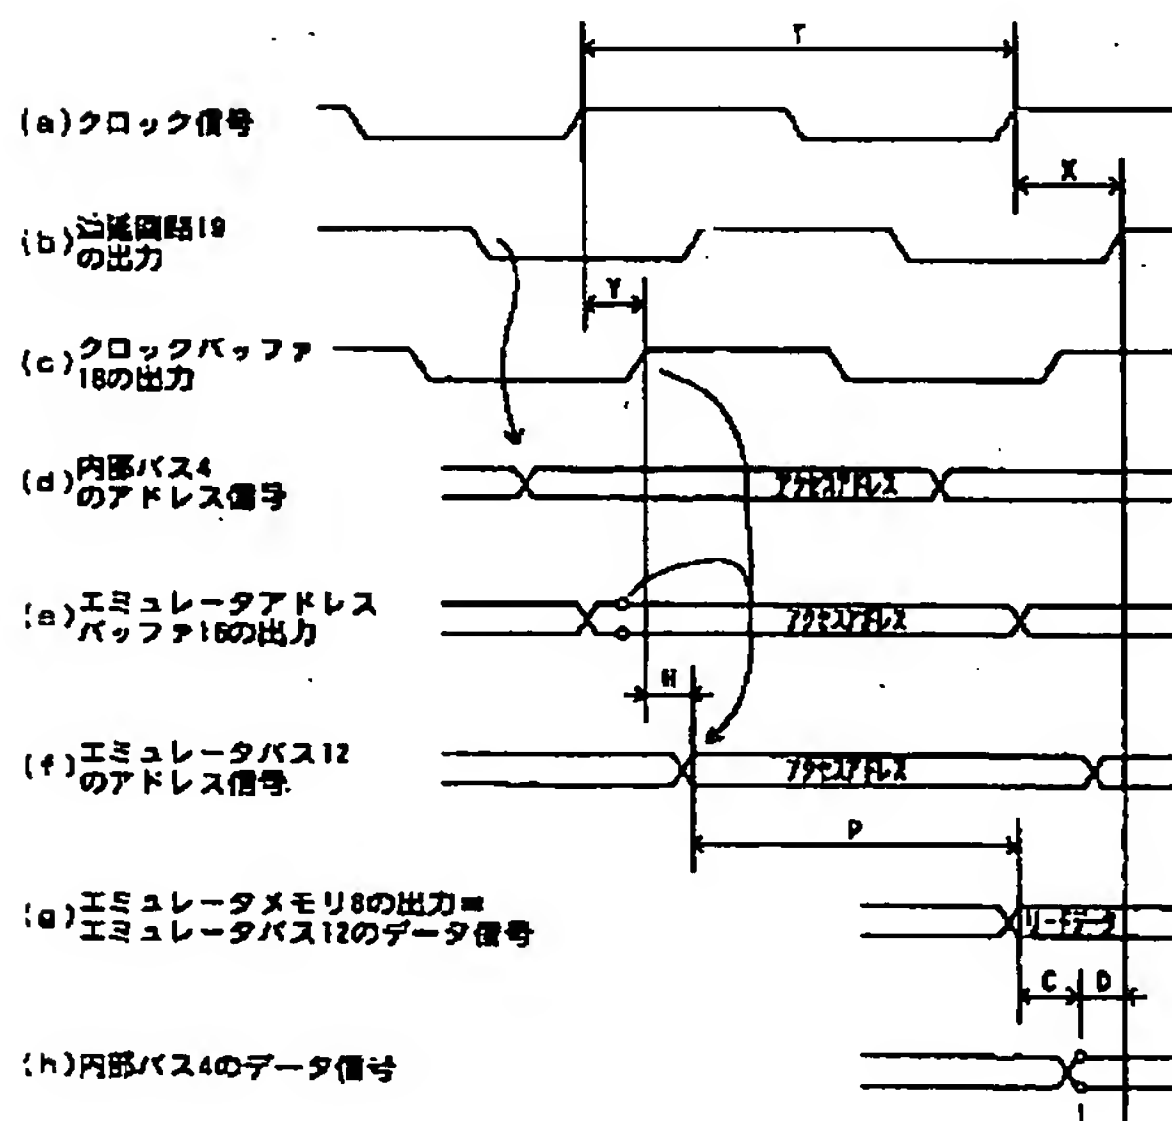 T
(a)クロック信号
X
(b)遅延回路19
の出力
Y
(c)クロックバッファ
18の出力
(d)内部バス4
のアドレス信号
アクセスアドレス
(e)エミュレータアドレス
バッファ16の出力
アクセスアドレス
H
(f)エミュレータバス12
のアドレス信号
アクセスアドレス
P
(g)エミュレータメモリ8の出力=
エミュレータバス12のデータ信号
リードデータ
C D
(h)内部バス4のデータ信号